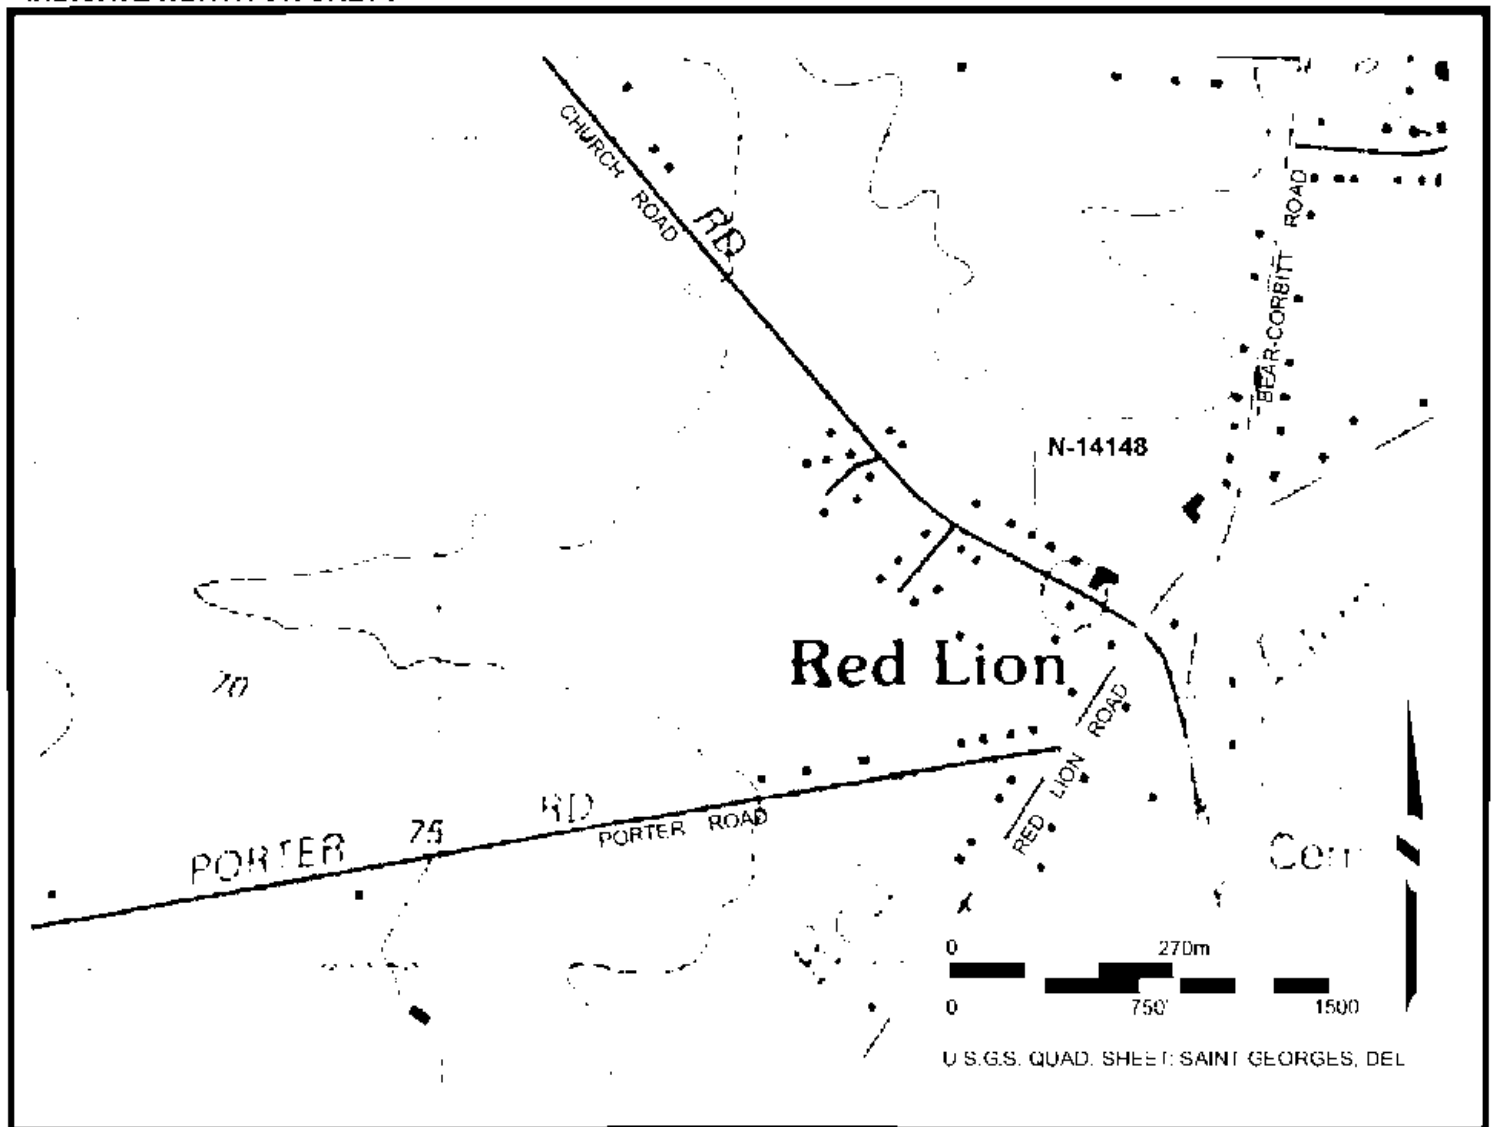 CHURCH ROAD
RD
BEAR-CORBITT ROAD
N-14148
Red Lion
70
RED LION ROAD
PORTER 75 RD
PORTER ROAD
Cem
0 270m
0 750' 1500
U.S.G.S. QUAD. SHEET: SAINT GEORGES, DEL